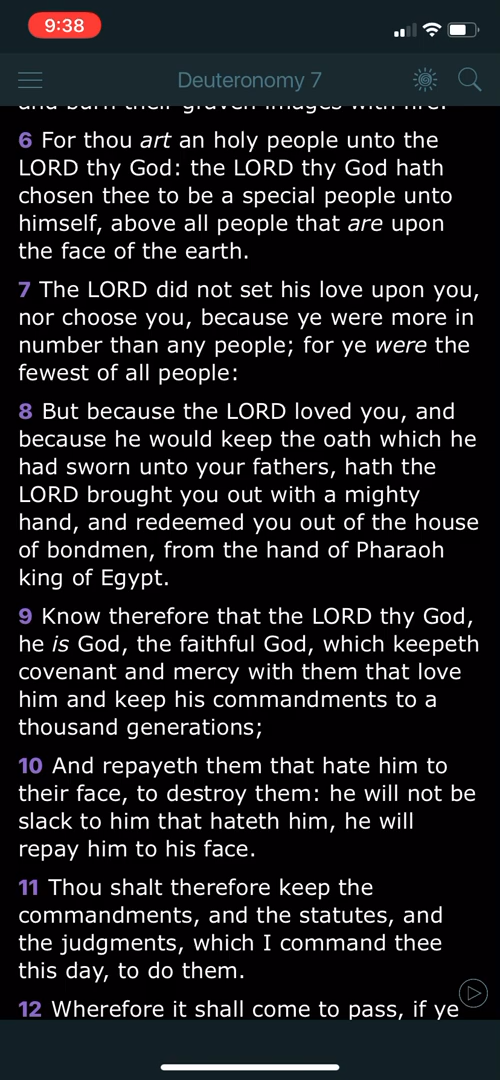 9:38
Deuteronomy 7
and burn their graven images with fire.
6 For thou art an holy people unto the
LORD thy God: the LORD thy God hath
chosen thee to be a special people unto
himself, above all people that are upon
the face of the earth.
7 The LORD did not set his love upon you,
nor choose you, because ye were more in
number than any people; for ye were the
fewest of all people:
8 But because the LORD loved you, and
because he would keep the oath which he
had sworn unto your fathers, hath the
LORD brought you out with a mighty
hand, and redeemed you out of the house
of bondmen, from the hand of Pharaoh
king of Egypt.
9 Know therefore that the LORD thy God,
he is God, the faithful God, which keepeth
covenant and mercy with them that love
him and keep his commandments to a
thousand generations;
10 And repayeth them that hate him to
their face, to destroy them: he will not be
slack to him that hateth him, he will
repay him to his face.
11 Thou shalt therefore keep the
commandments, and the statutes, and
the judgments, which I command thee
this day, to do them.
12 Wherefore it shall come to pass, if ye